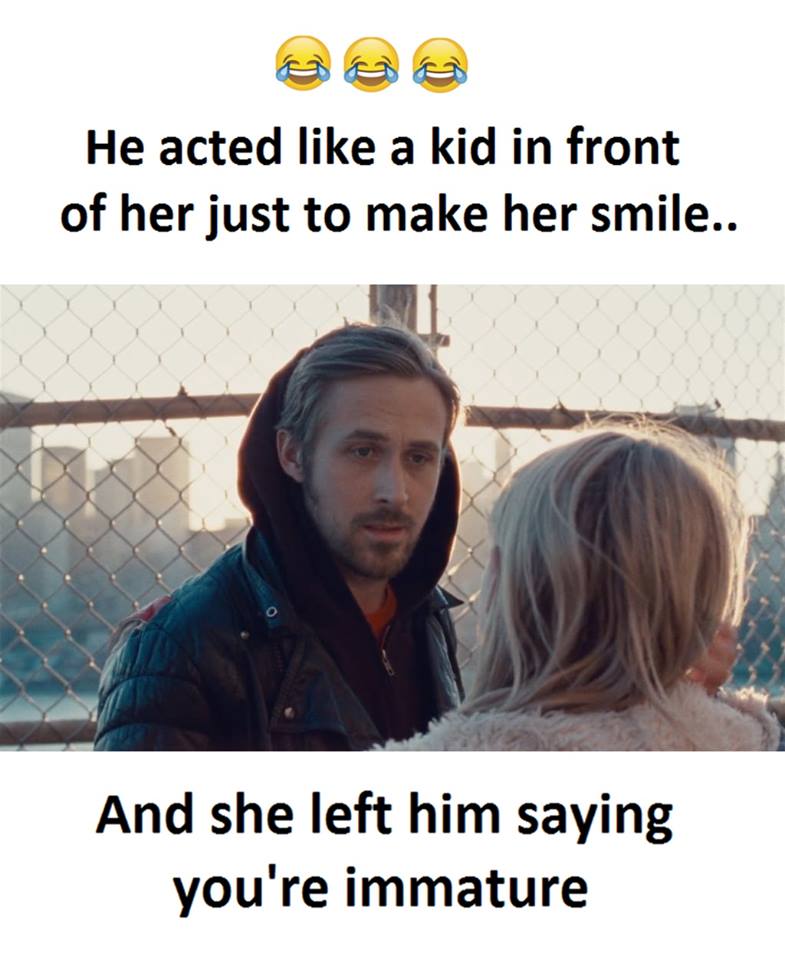 He acted like a kid in front
of her just to make her smile..
And she left him saying
you're immature